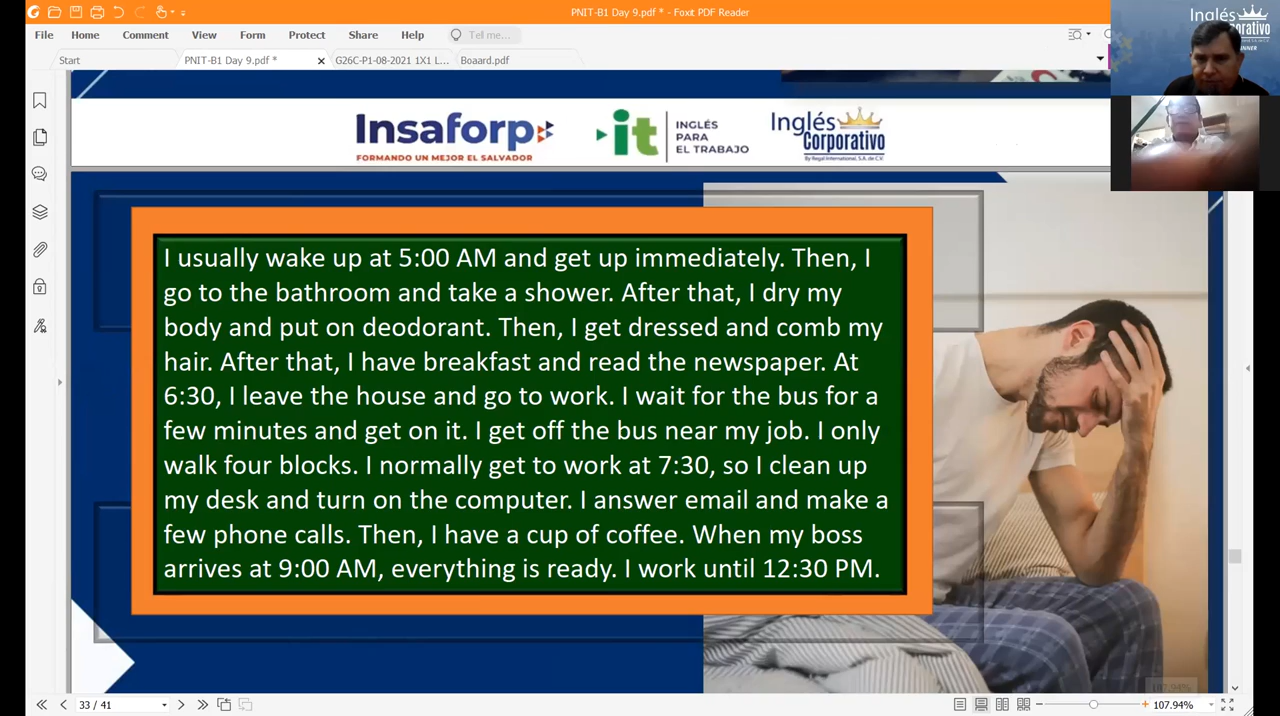 PNIT-B1 Day 9.pdf * - Foxit PDF Reader
File Home Comment View Form Protect Share Help Tell me...
Start PNIT-B1 Day 9.pdf * G26C-P1-08-2021 1X1 L... Boaard.pdf
Inglés
Corporativo
Insaforp
FORMANDO UN MEJOR EL SALVADOR
it
INGLÉS
PARA
EL TRABAJO
Inglés
Corporativo
By Regal International, S.A. de C.V.
I usually wake up at 5:00 AM and get up immediately. Then, I
go to the bathroom and take a shower. After that, I dry my
body and put on deodorant. Then, I get dressed and comb my
hair. After that, I have breakfast and read the newspaper. At
6:30, I leave the house and go to work. I wait for the bus for a
few minutes and get on it. I get off the bus near my job. I only
walk four blocks. I normally get to work at 7:30, so I clean up
my desk and turn on the computer. I answer email and make a
few phone calls. Then, I have a cup of coffee. When my boss
arrives at 9:00 AM, everything is ready. I work until 12:30 PM.
33 / 41
107.94%